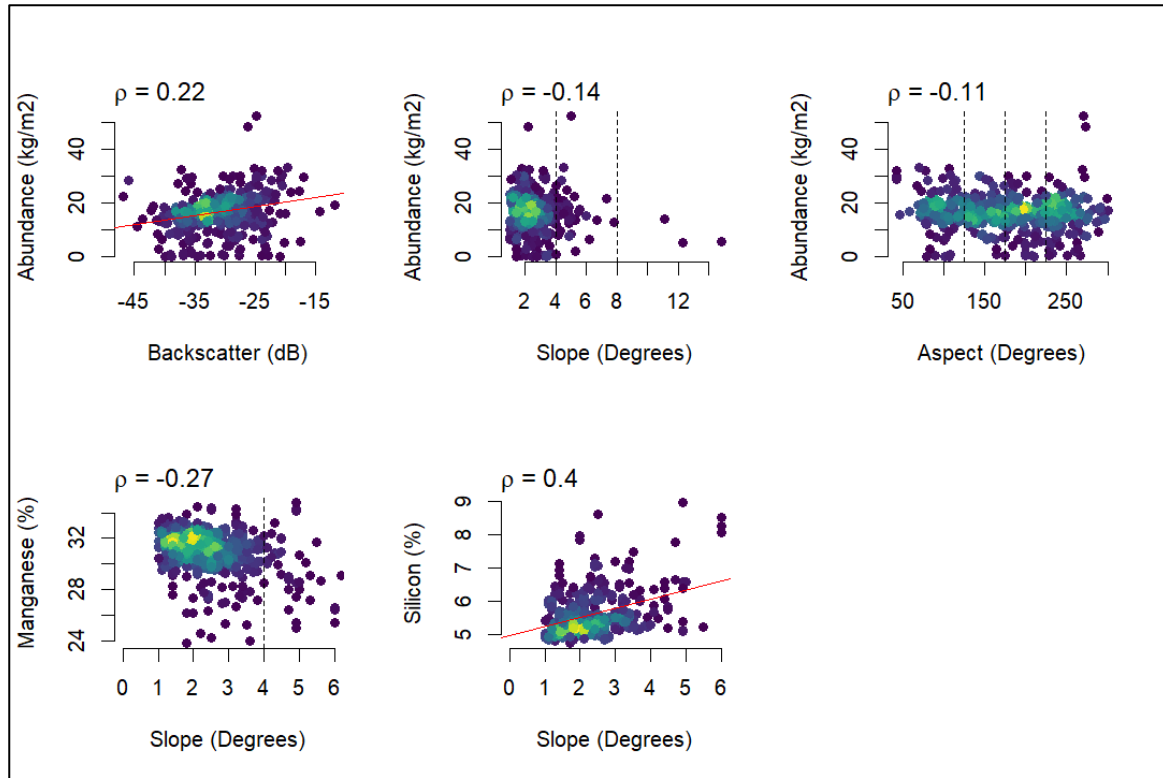 ρ = 0.22
Abundance (kg/m2)
0 20 40
-45 -35 -25 -15
Backscatter (dB)
ρ = -0.14
Abundance (kg/m2)
0 20 40
2 4 6 8 12
Slope (Degrees)
ρ = -0.11
Abundance (kg/m2)
0 20 40
50 150 250
Aspect (Degrees)
ρ = -0.27
Manganese (%)
24 28 32
0 1 2 3 4 5 6
Slope (Degrees)
ρ = 0.4
Silicon (%)
5 6 7 8 9
0 1 2 3 4 5 6
Slope (Degrees)